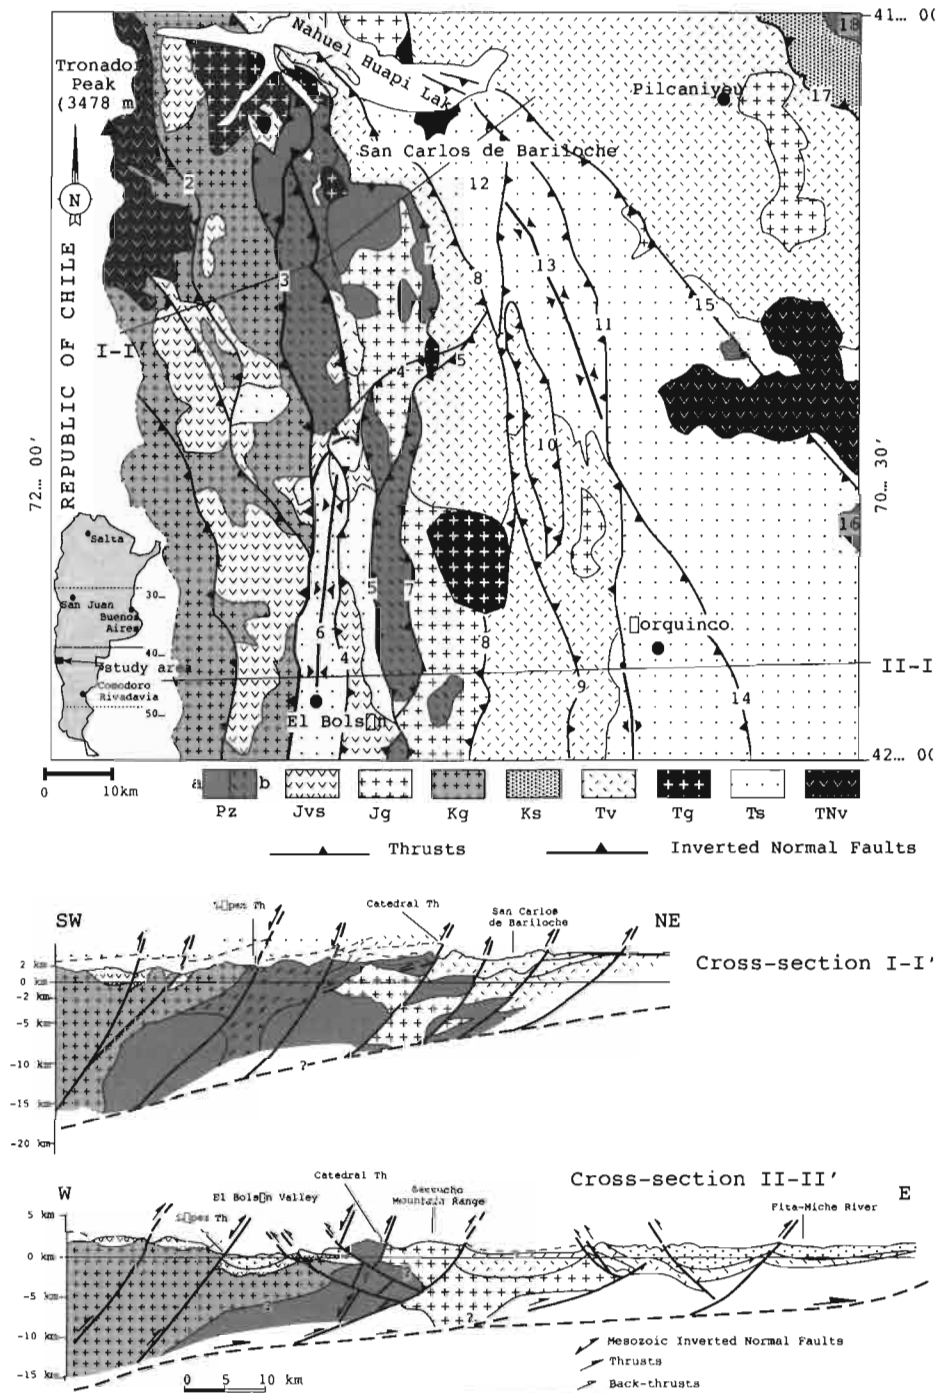 41... 00
Nahuel Huapi Lak
18
Tronador
Peak
(3478 m
Pilcaniyeu
17
N
San Carlos de Bariloche
2
12
7
3
8
13
15
REPUBLIC OF CHILE
I-I'
11
4
5
72... 00'
10
70... 30'
16
Salta
San Juan
30...
Buenos
Aires
5
7
6
4
8
□orquinco
40...
study area
II-I
Comodoro
Rivadavia
9
14
50...
El Bols□n
42... 00
0 10km
a b
Pz Jvs Jg Kg Ks Tv Tg Ts TNv
Thrusts
Inverted Normal Faults
SW
Th
Catedral Th
San Carlos
de Bariloche
NE
Cross-section I-I'
2 km
0 km
-2 km
-5 km
-10 km
?
-15 km
-20 km
W
Catedral Th
Cross-section II-II'
E
El Bols□n Valley
Mountain Range
Fita-Miche River
Th
5 km
0 km
-5 km
?
?
-10 km
-15 km
0 5 10 km
Mesozoic Inverted Normal Faults
Thrusts
Back-thrusts